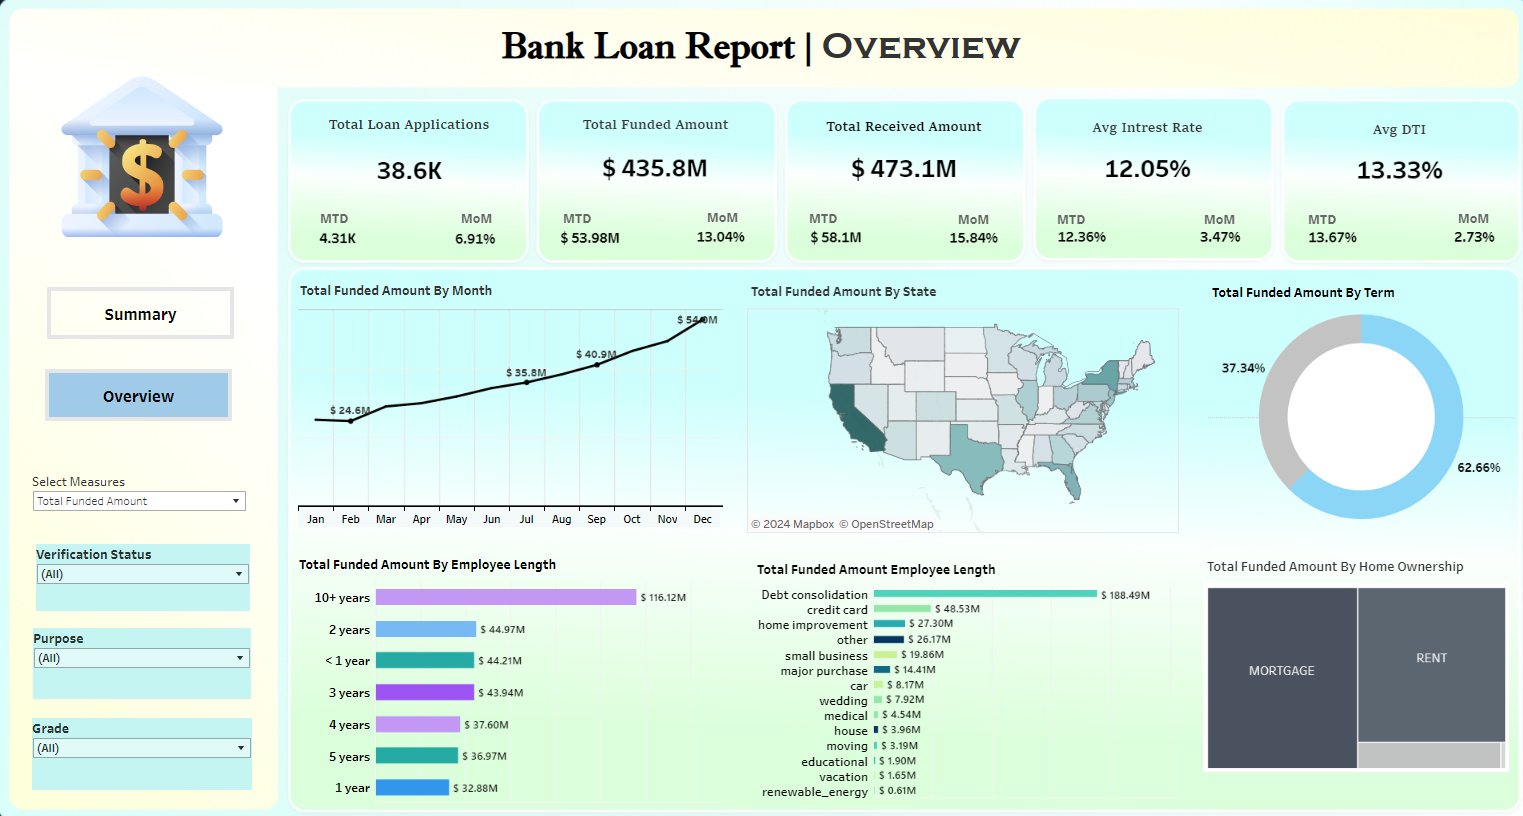 Bank Loan Report | OVERVIEW
Total Loan Applications
38.6K
MTD
MoM
4.31K
6.91%
Total Funded Amount
$ 435.8M
MTD
MoM
$ 53.98M
13.04%
Total Received Amount
$ 473.1M
MTD
MoM
$ 58.1M
15.84%
Avg Intrest Rate
12.05%
MTD
MoM
12.36%
3.47%
Avg DTI
13.33%
MTD
MoM
13.67%
2.73%
Summary
Overview
Select Measures
Total Funded Amount
Verification Status
(All)
Purpose
(All)
Grade
(All)
Total Funded Amount By Month
$ 24.6M
$ 35.8M
$ 40.9M
$ 54.0M
Jan Feb Mar Apr May Jun Jul Aug Sep Oct Nov Dec
Total Funded Amount By State
© 2024 Mapbox © OpenStreetMap
Total Funded Amount By Term
37.34%
62.66%
Total Funded Amount By Employee Length
10+ years $ 116.12M
2 years $ 44.97M
< 1 year $ 44.21M
3 years $ 43.94M
4 years $ 37.60M
5 years $ 36.97M
1 year $ 32.88M
Total Funded Amount Employee Length
Debt consolidation $ 188.49M
credit card $ 48.53M
home improvement $ 27.30M
other $ 26.17M
small business $ 19.86M
major purchase $ 14.41M
car $ 8.17M
wedding $ 7.92M
medical $ 4.54M
house $ 3.96M
moving $ 3.19M
educational $ 1.90M
vacation $ 1.65M
renewable_energy $ 0.61M
Total Funded Amount By Home Ownership
MORTGAGE
RENT